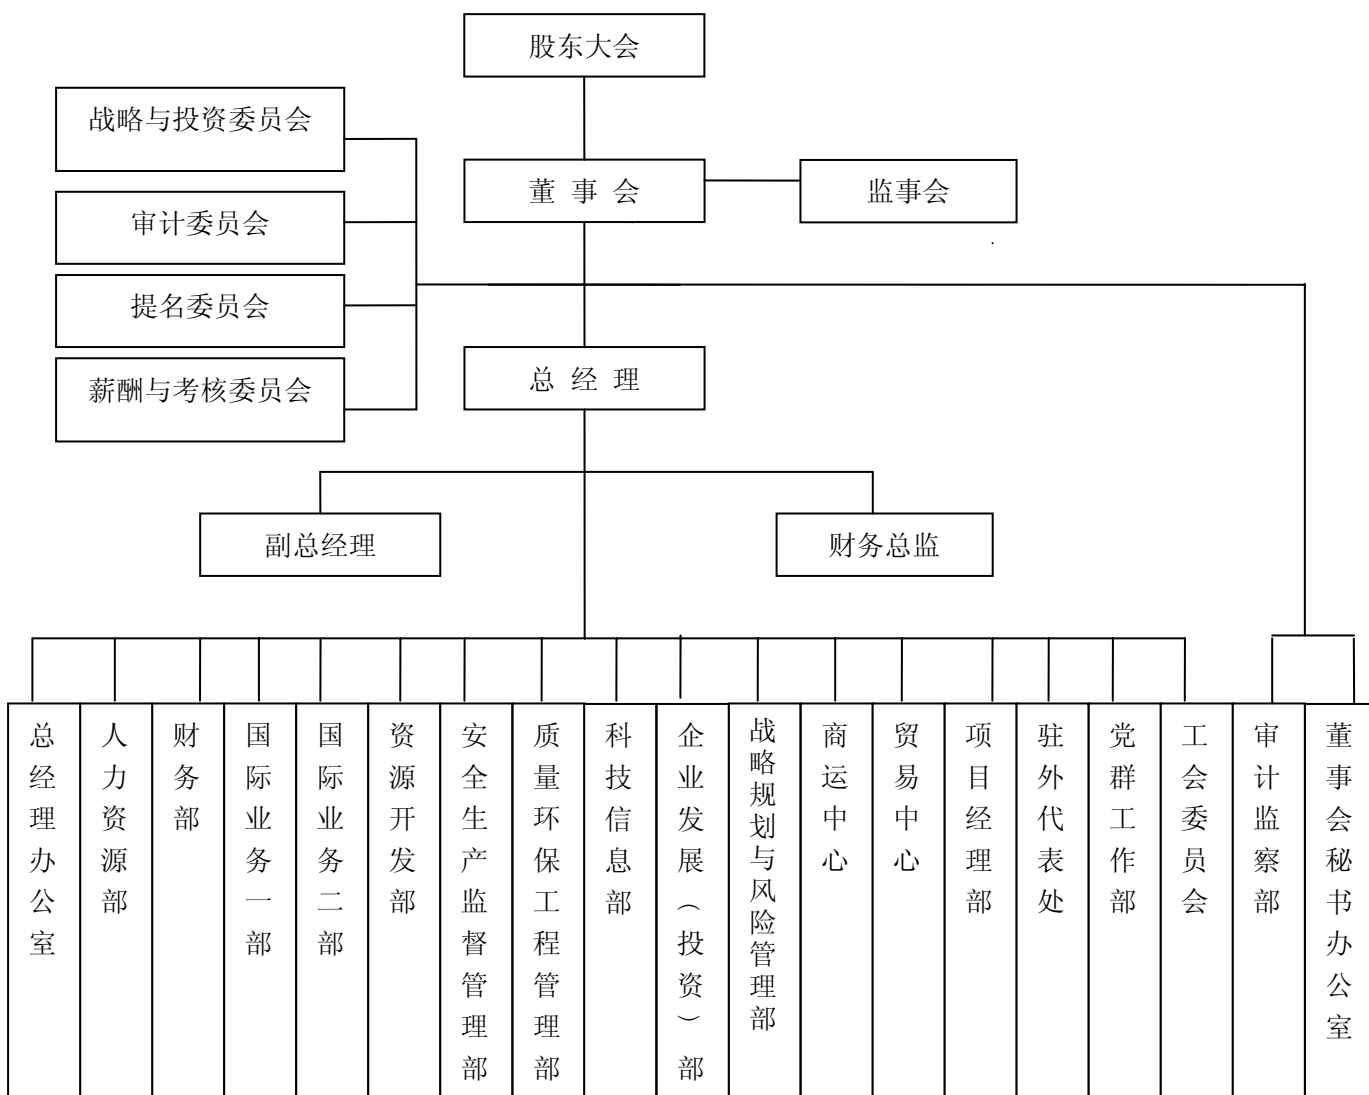 股东大会
战略与投资委员会
董 事 会
监事会
审计委员会
提名委员会
总 经 理
薪酬与考核委员会
副总经理
财务总监
总经理办公室
人力资源部
财务部
国际业务一部
国际业务二部
资源开发部
安全生产监督管理部
质量环保工程管理部
科技信息部
企业发展（投资）部
战略规划与风险管理部
商运中心
贸易中心
项目经理部
驻外代表处
党群工作部
工会委员会
审计监察部
董事会秘书办公室